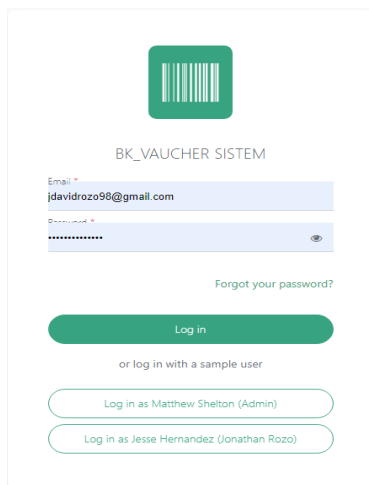 BK_VAUCHER SISTEM
Email *
jdavidrozo98@gmail.com
Password *
••••••••••••••
Forgot your password?
Log in
or log in with a sample user
Log in as Matthew Shelton (Admin)
Log in as Jesse Hernandez (Jonathan Rozo)